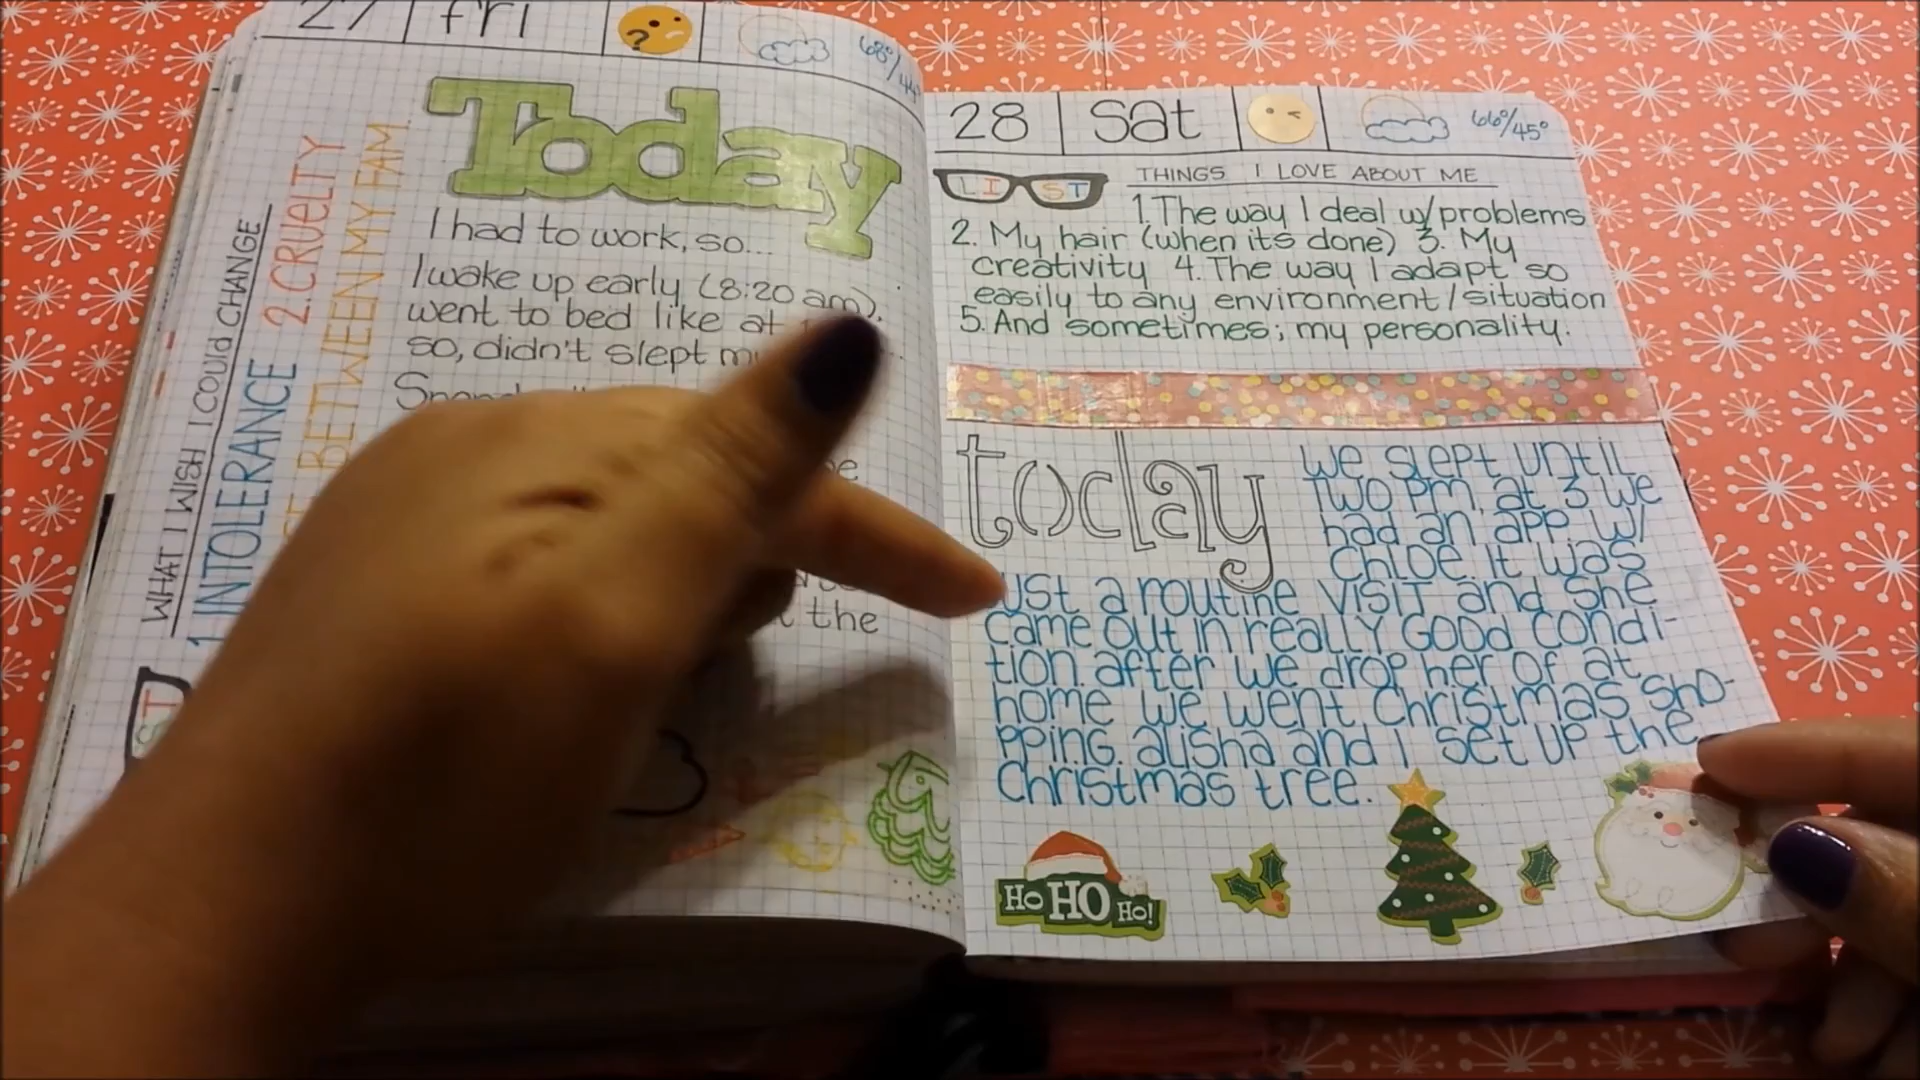 27 fri 68°/44°
Today
I had to work, so...
I wake up early (8:20 am).
went to bed like at
so, didn't slept
the
WHAT I WISH I COULD CHANGE
1 INTOLERANCE 2.CRUELTY
BETWEEN MY FAM.
28 Sat 66°/45°
LIST THINGS I LOVE ABOUT ME
1.The way I deal w/problems
2. My hair (when its done) 3. My
creativity 4. The way I adapt so
easily to any environment/situation
5. And sometimes; my personality.
today we slept until
two pm, at 3 we
had an app w/
Chloe. It was
just a routine visit and she
came out in really good condi-
tion. after we drop her of at
home we went Christmas sho-
pping. alisha and I set up the
Christmas tree.
Ho HO Ho!